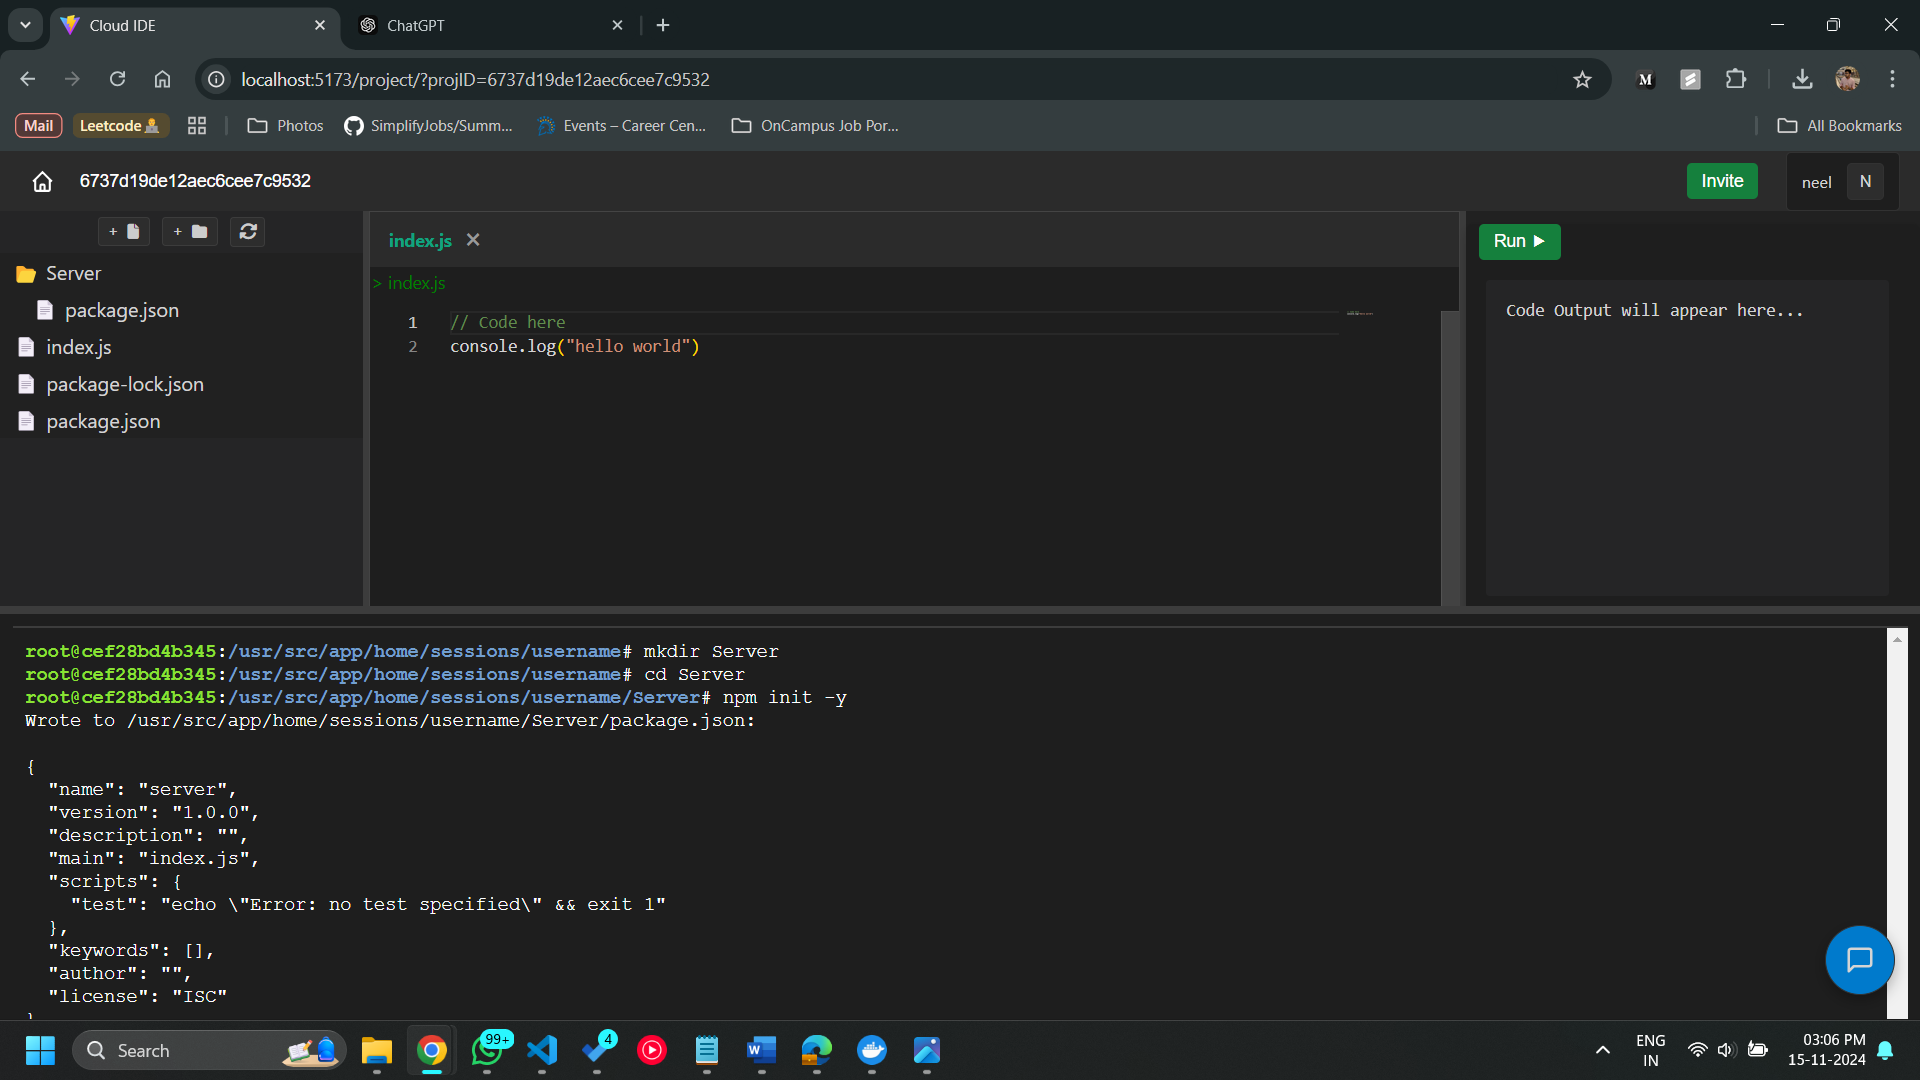 Cloud IDE
ChatGPT
localhost:5173/project/?projID=6737d19de12aec6cee7c9532
M
Mail
Leetcode
Photos
SimplifyJobs/Summ...
Events – Career Cen...
OnCampus Job Por...
All Bookmarks
6737d19de12aec6cee7c9532
Invite
neel
N
+
+
index.js
Run
Server
package.json
index.js
package-lock.json
package.json
> index.js
1 // Code here
2 console.log("hello world")
Code Output will appear here...
root@cef28bd4b345:/usr/src/app/home/sessions/username# mkdir Server
root@cef28bd4b345:/usr/src/app/home/sessions/username# cd Server
root@cef28bd4b345:/usr/src/app/home/sessions/username/Server# npm init -y
Wrote to /usr/src/app/home/sessions/username/Server/package.json:
{
"name": "server",
"version": "1.0.0",
"description": "",
"main": "index.js",
"scripts": {
"test": "echo \"Error: no test specified\" && exit 1"
},
"keywords": [],
"author": "",
"license": "ISC"
Search
99+
4
W
ENG
IN
03:06 PM
15-11-2024